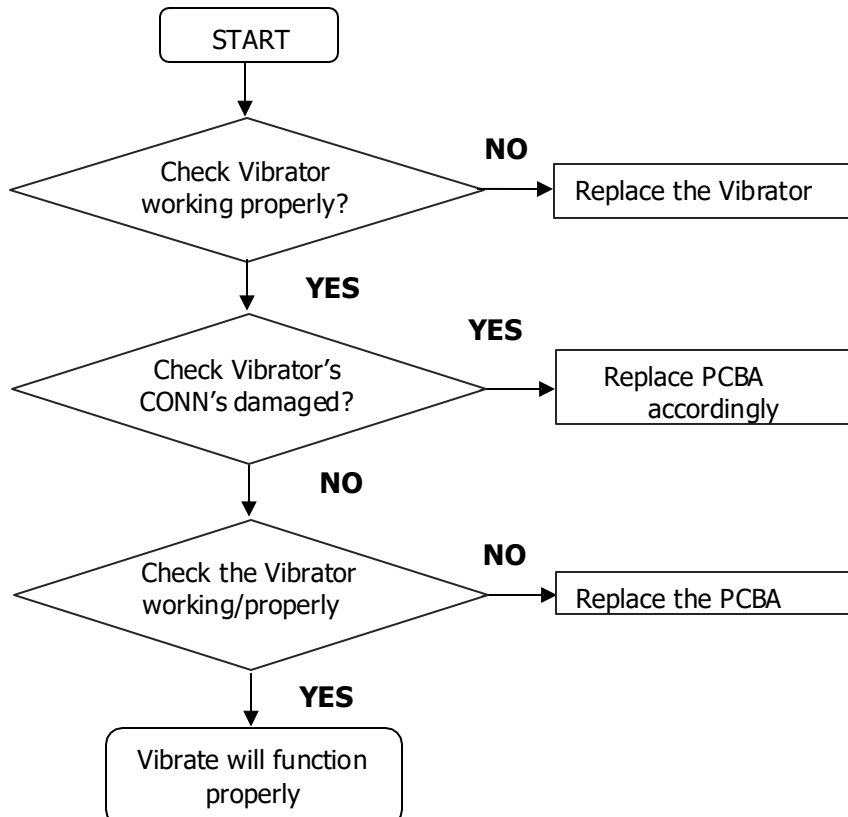 START
Check Vibrator
working properly?
NO
Replace the Vibrator
YES
Check Vibrator’s
CONN’s damaged?
YES
Replace PCBA
accordingly
NO
Check the Vibrator
working/properly
NO
Replace the PCBA
YES
Vibrate will function
properly